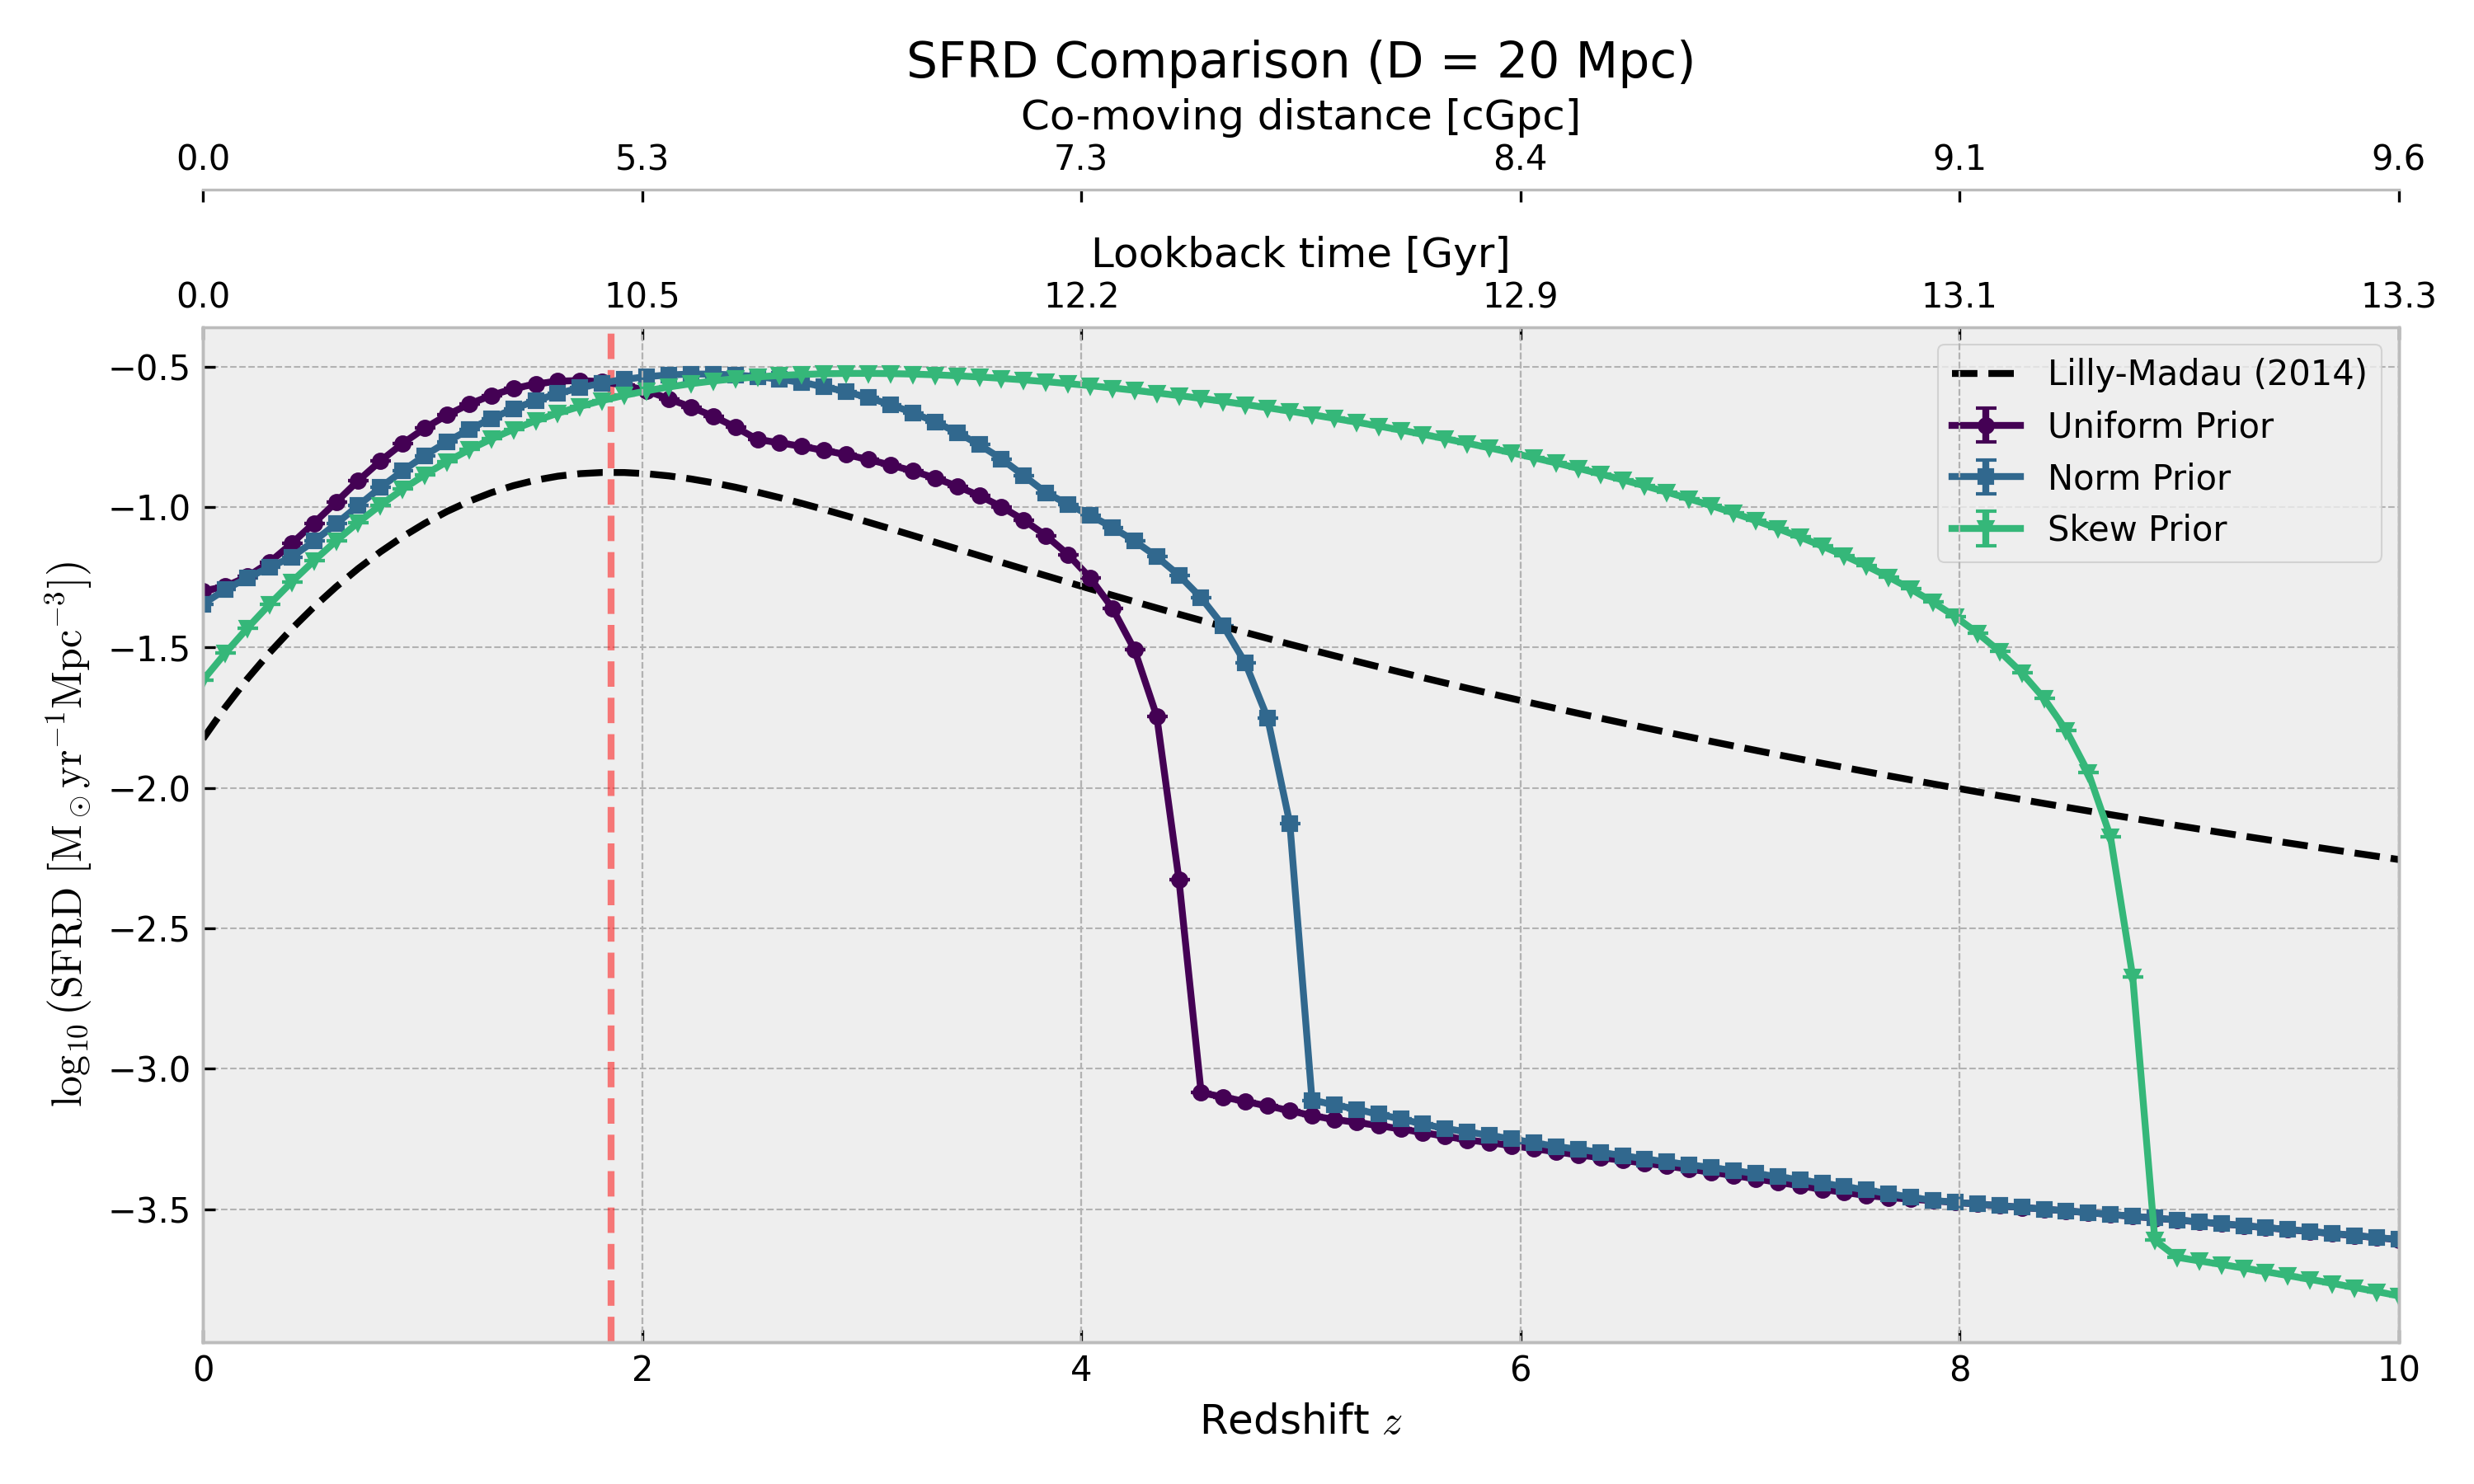 SFRD Comparison (D = 20 Mpc)
Co-moving distance [cGpc]
0.0 5.3 7.3 8.4 9.1 9.6
Lookback time [Gyr]
0.0 10.5 12.2 12.9 13.1 13.3
−0.5
−1.0
−1.5
−2.0
−2.5
−3.0
−3.5
log₁₀(SFRD [M⊙yr⁻¹Mpc⁻³])
Lilly-Madau (2014)
Uniform Prior
Norm Prior
Skew Prior
0 2 4 6 8 10
Redshift z